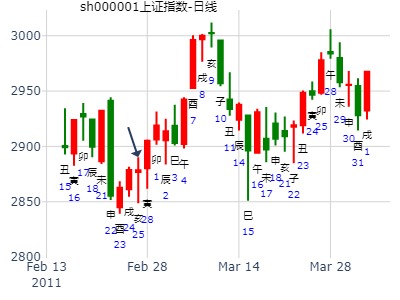 sh000001上证指数-日线
3000
2950
2900
2850
2800
丑
15
寅
16
卯
17
辰
18
未
21
申
22
酉
23
戌
24
亥
25
寅
28
卯
1
辰
2
巳
3
午
4
酉
7
戌
8
亥
9
子
10
丑
11
辰
14
巳
15
午
16
未
17
申
18
亥
21
子
22
丑
23
寅
24
卯
25
午
28
未
29
申
30
酉
31
戌
1
Feb 13
2011
Feb 28
Mar 14
Mar 28